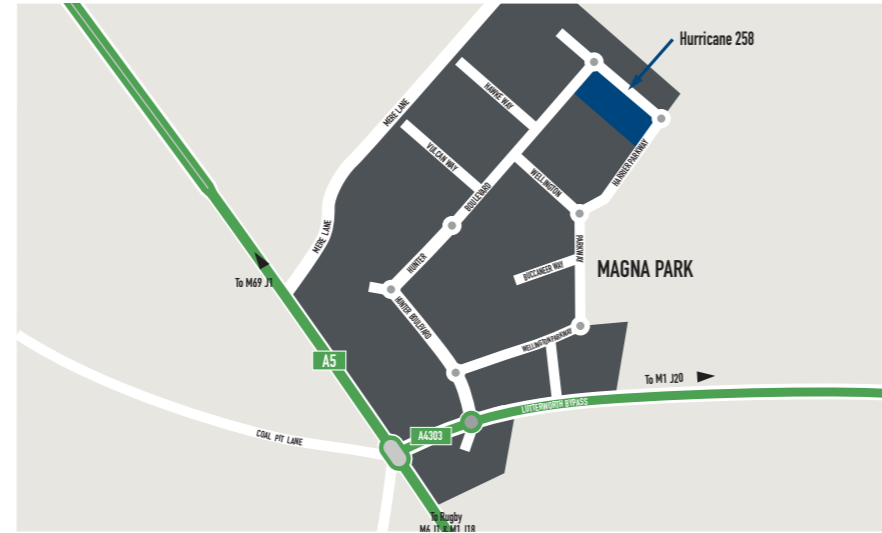 Hurricane 258
MERE LANE
HAWKE WAY
VULCAN WAY
BOULEVARD
WELLINGTON
HARRIER PARKWAY
MERE LANE
HUNTER
PARKWAY
BUCCANEER WAY
MAGNA PARK
To M69 J1
HUNTER BOULEVARD
WELLINGTON PARKWAY
A5
To M1 J20
LUTTERWORTH BYPASS
A4303
COAL PIT LANE
To Rugby
M6 J1 & M1 J18